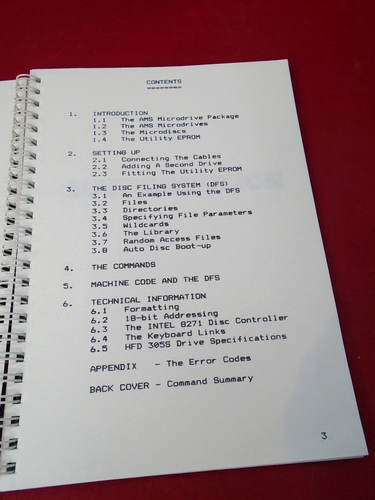 CONTENTS
========
1. INTRODUCTION
1.1 The AMS Microdrive Package
1.2 The AMS Microdrives
1.3 The Microdiscs
1.4 The Utility EPROM
2. SETTING UP
2.1 Connecting The Cables
2.2 Adding A Second Drive
2.3 Fitting The Utility EPROM
3. THE DISC FILING SYSTEM (DFS)
3.1 An Example Using the DFS
3.2 Files
3.3 Directories
3.4 Specifying File Parameters
3.5 Wildcards
3.6 The Library
3.7 Random Access Files
3.8 Auto Disc Boot-up
4. THE COMMANDS
5. MACHINE CODE AND THE DFS
6. TECHNICAL INFORMATION
6.1 Formatting
6.2 18-bit Addressing
6.3 The INTEL 8271 Disc Controller
6.4 The Keyboard Links
6.5 HFD 305S Drive Specifications
APPENDIX - The Error Codes
BACK COVER - Command Summary
3